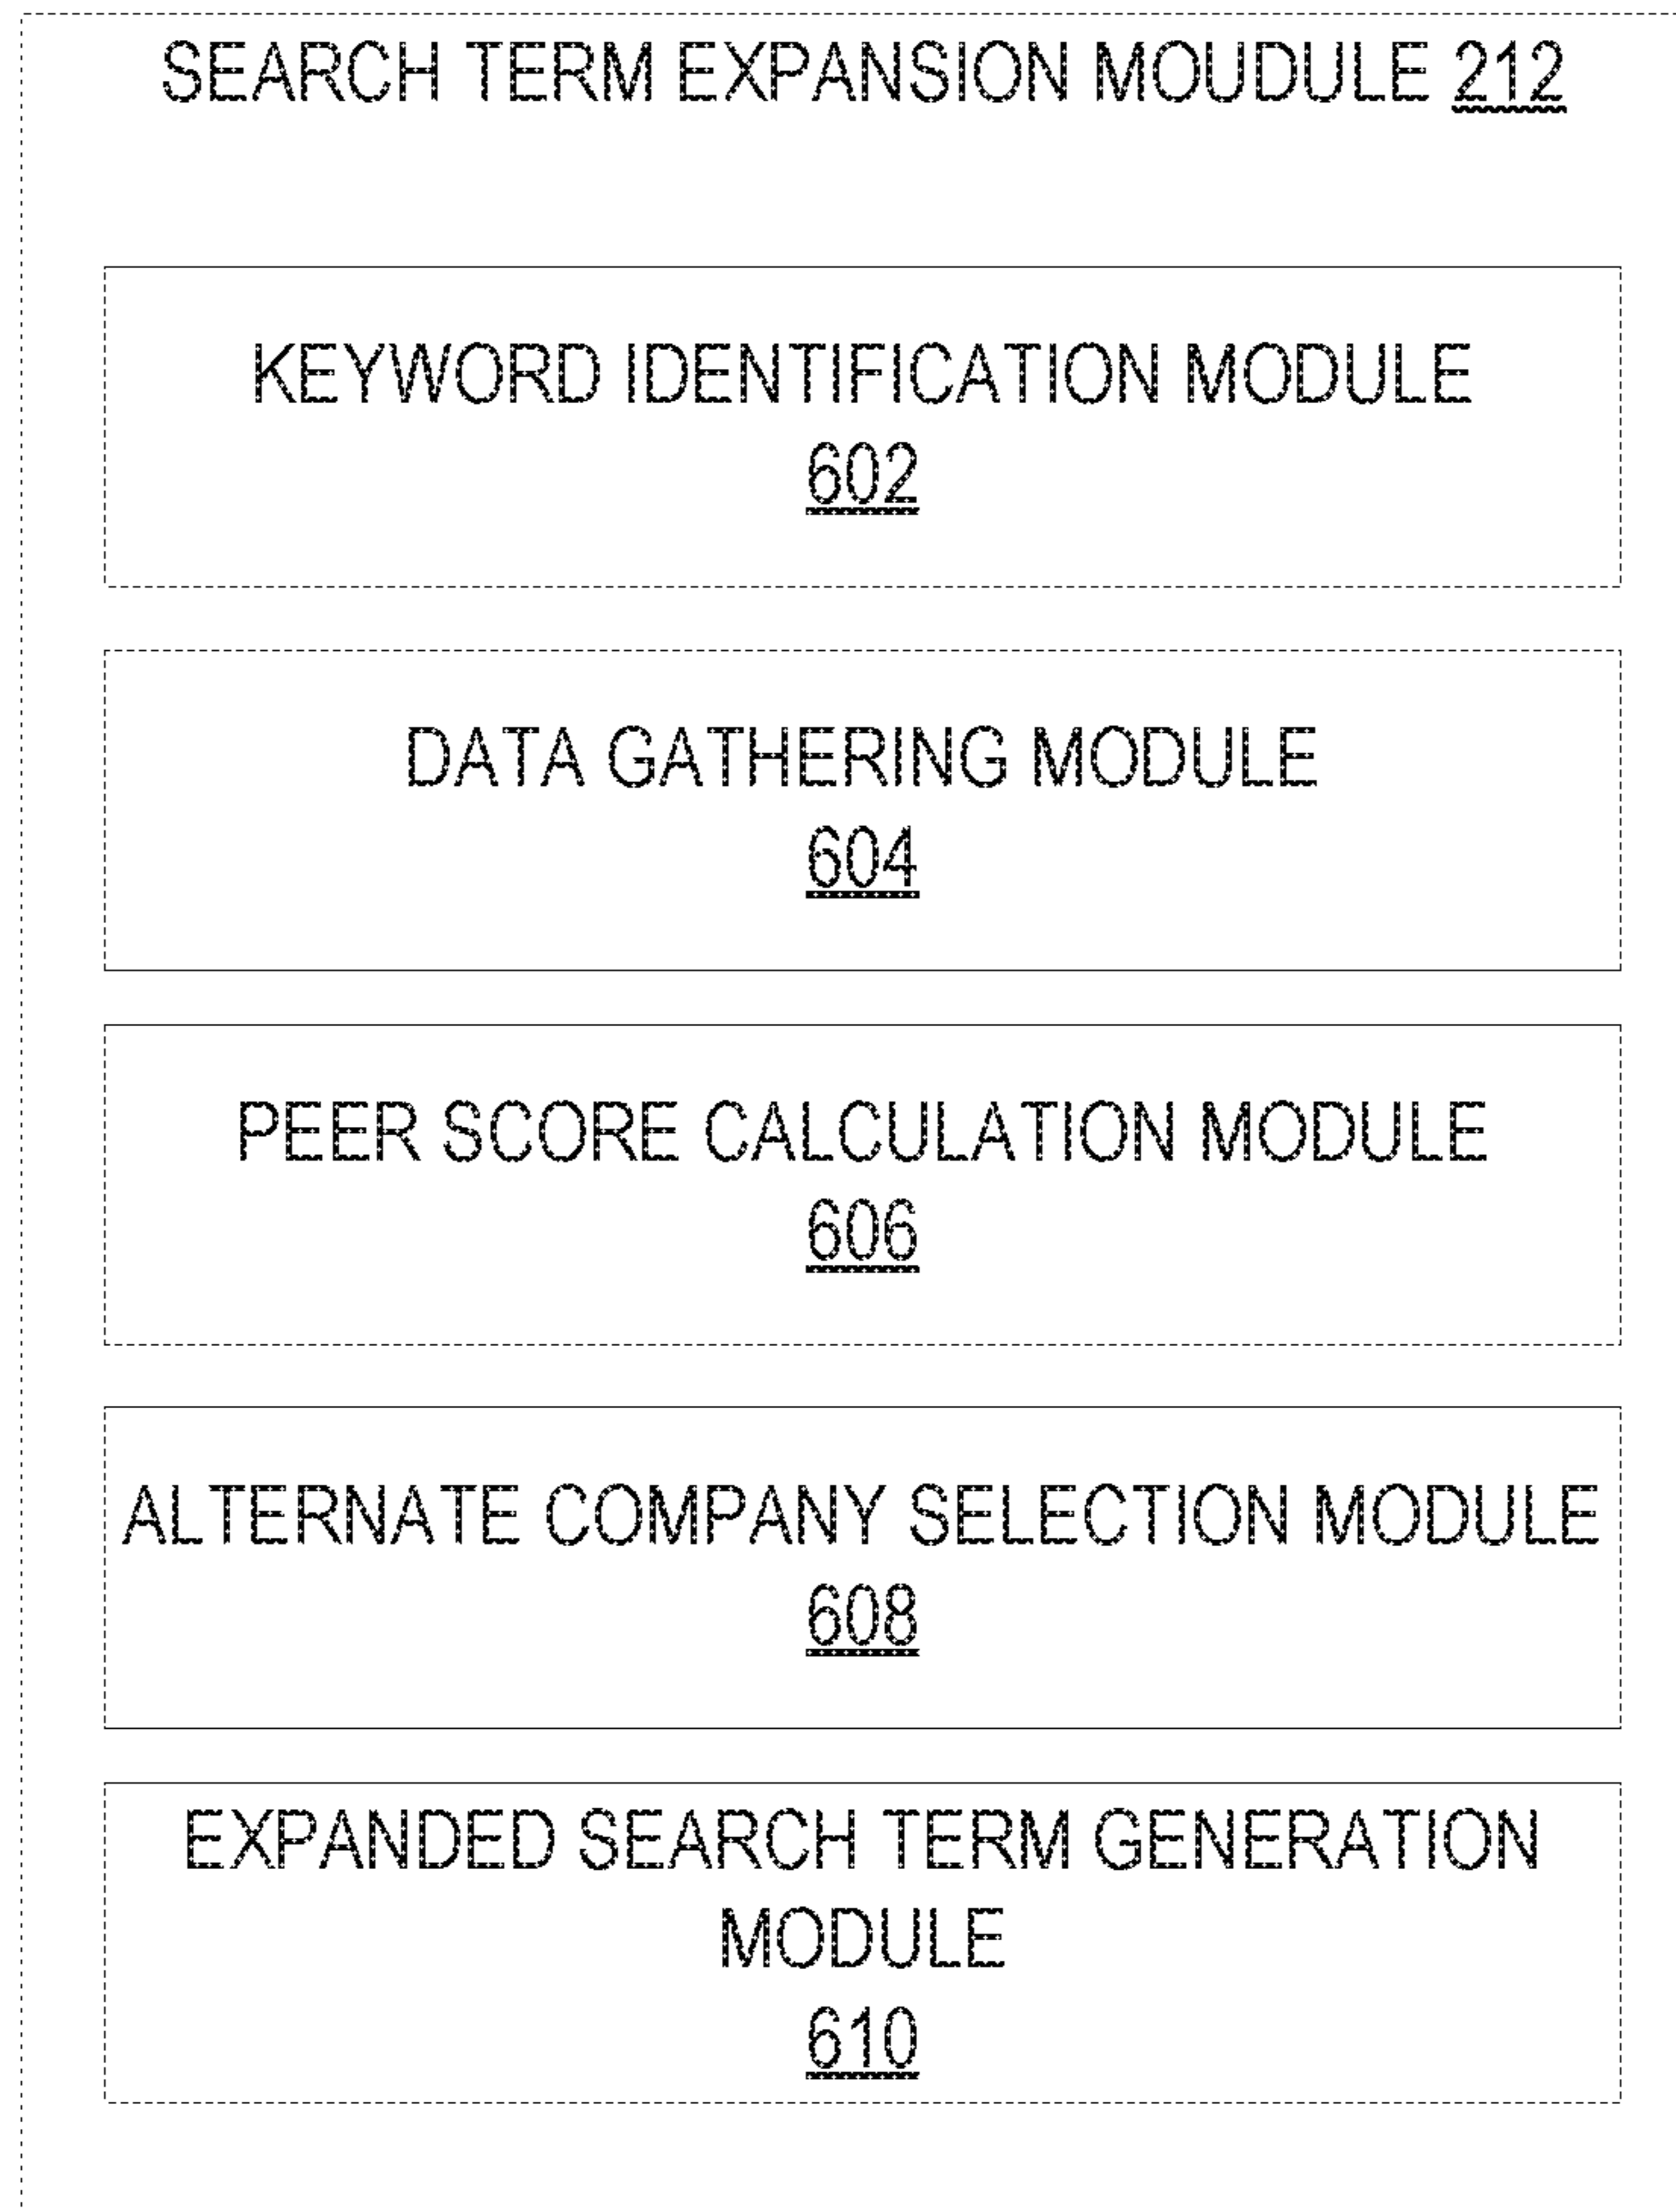 SEARCH TERM EXPANSION MOUDULE 212
KEYWORD IDENTIFICATION MODULE
602
DATA GATHERING MODULE
604
PEER SCORE CALCULATION MODULE
606
ALTERNATE COMPANY SELECTION MODULE
608
EXPANDED SEARCH TERM GENERATION
MODULE
610